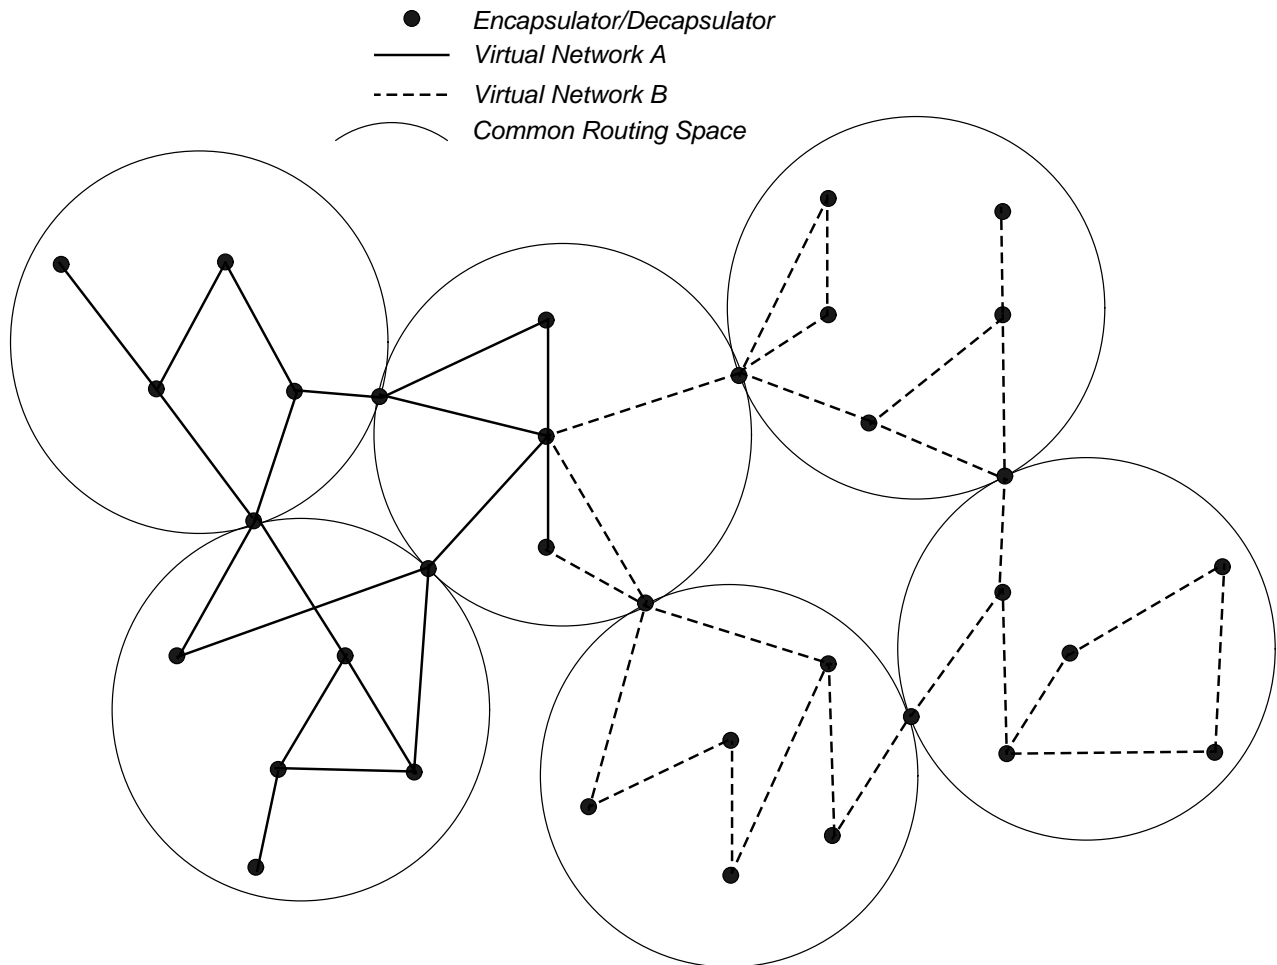 Encapsulator/Decapsulator
Virtual Network A
Virtual Network B
Common Routing Space